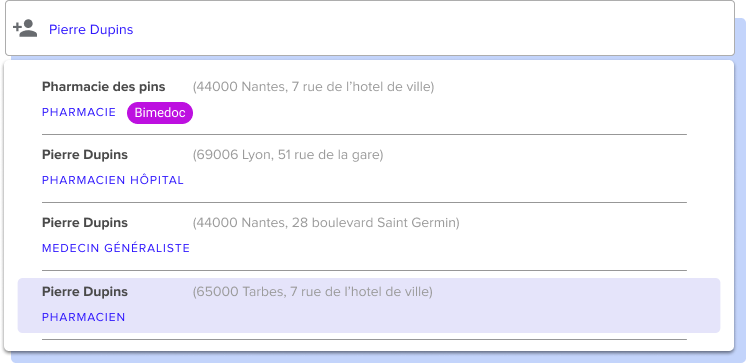 Pierre Dupins
Pharmacie des pins (44000 Nantes, 7 rue de l'hotel de ville)
PHARMACIE Bimedoc
Pierre Dupins (69006 Lyon, 51 rue de la gare)
PHARMACIEN HÔPITAL
Pierre Dupins (44000 Nantes, 28 boulevard Saint Germin)
MEDECIN GÉNÉRALISTE
Pierre Dupins (65000 Tarbes, 7 rue de l'hotel de ville)
PHARMACIEN